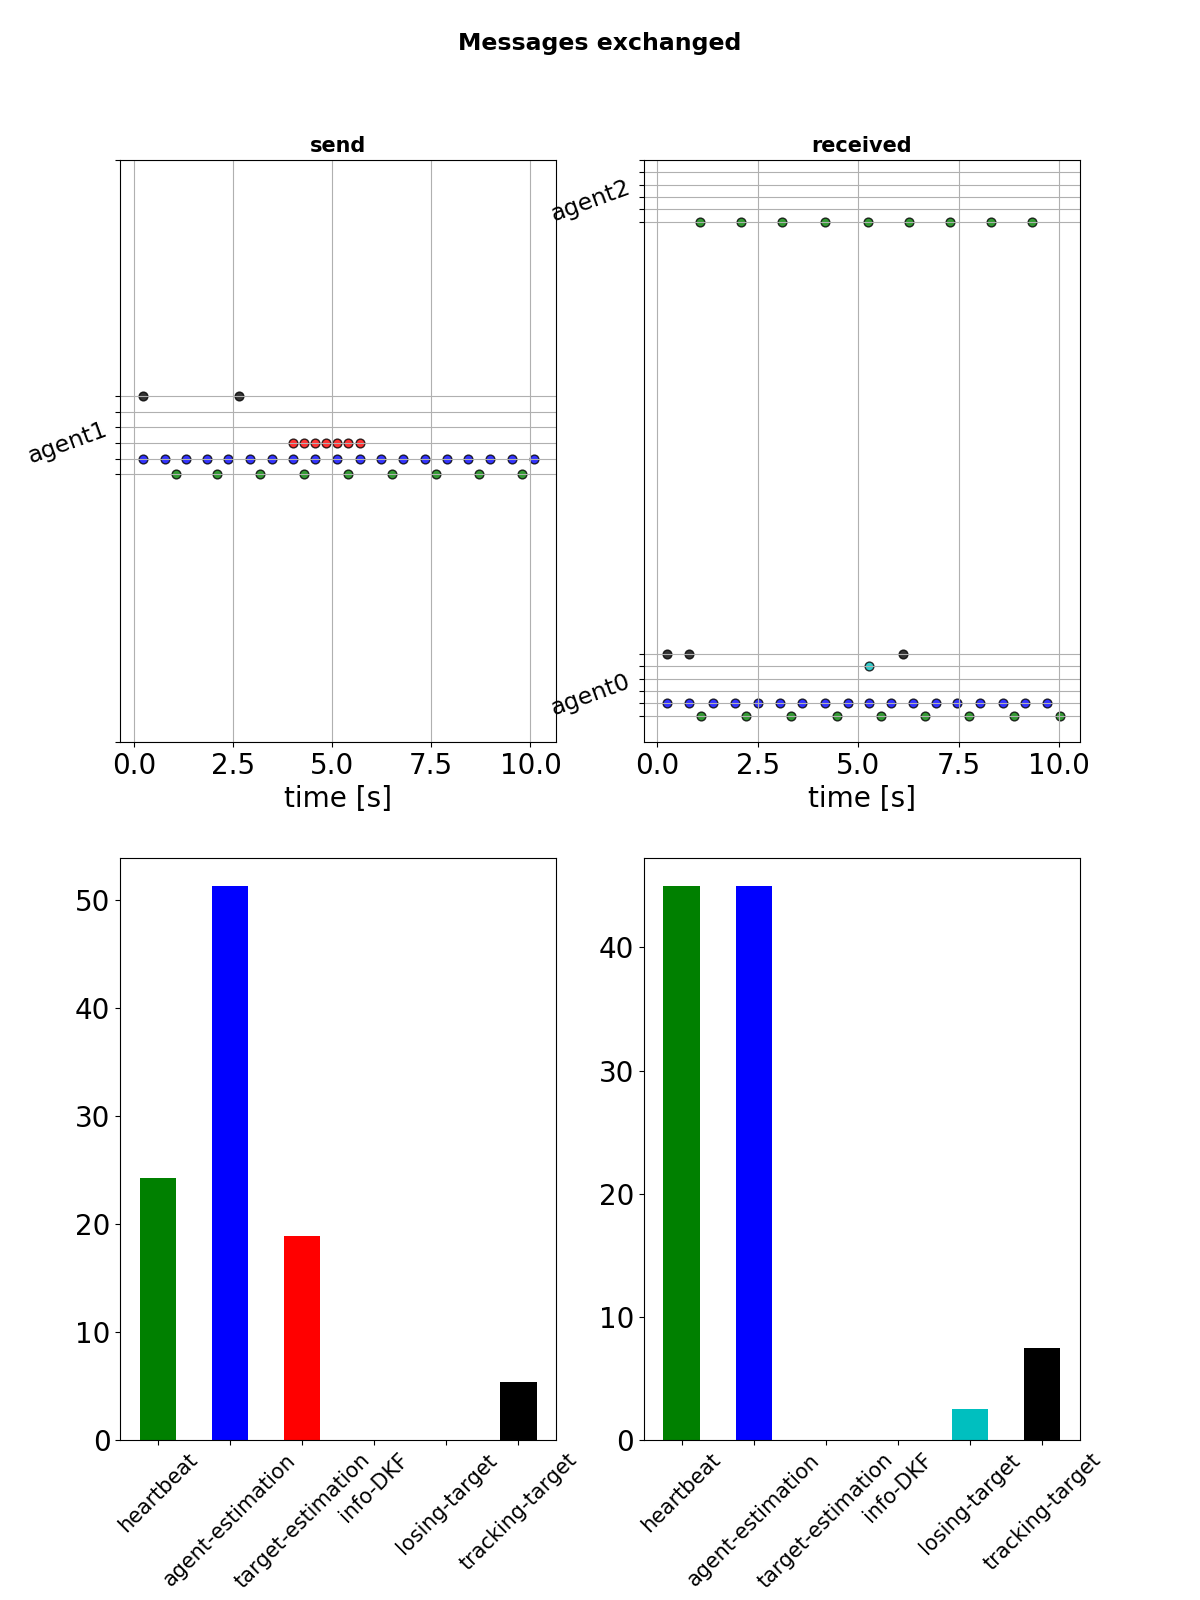 Messages exchanged
send
received
agent1
agent2
agent0
0.0 2.5 5.0 7.5 10.0
time [s]
0.0 2.5 5.0 7.5 10.0
time [s]
50
40
30
20
10
0
heartbeat
agent-estimation
target-estimation
info-DKF
losing-target
tracking-target
40
30
20
10
0
heartbeat
agent-estimation
target-estimation
info-DKF
losing-target
tracking-target